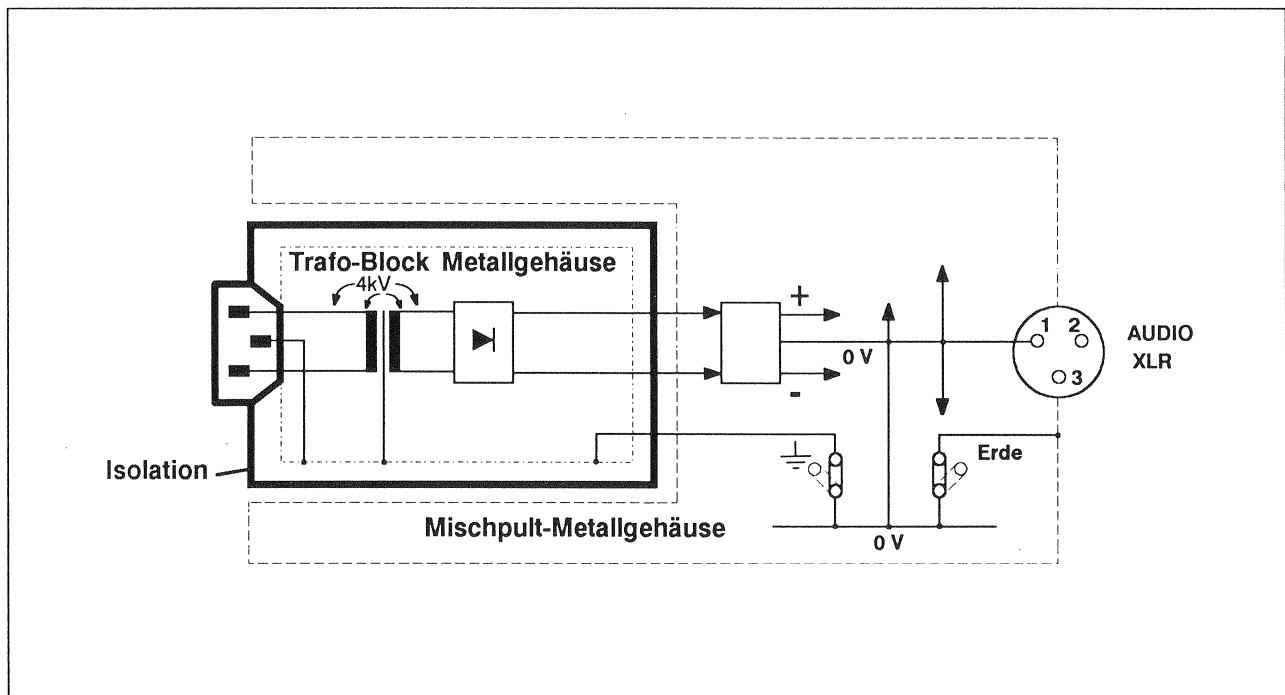 Trafo-Block Metallgehäuse
4kV
+
0 V
-
1 2
3
AUDIO
XLR
Isolation
Erde
Mischpult-Metallgehäuse
0 V